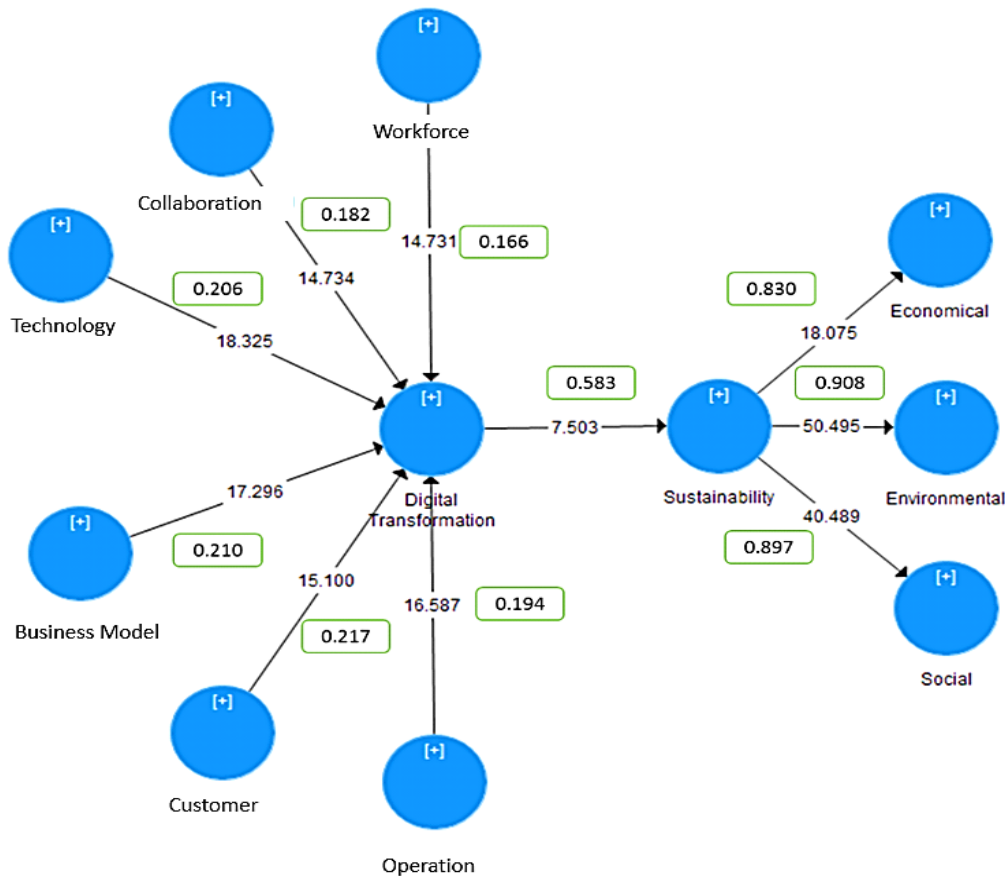 [+]
Workforce
[+]
Collaboration
0.182
14.731
0.166
[+]
Technology
0.206
14.734
18.325
[+]
Economical
0.830
18.075
[+]
Digital
Transformation
0.583
7.503
[+]
Sustainability
0.908
50.495
[+]
Environmental
40.489
0.897
[+]
Social
17.296
0.210
[+]
Business Model
15.100
0.217
[+]
Customer
16.587
0.194
[+]
Operation